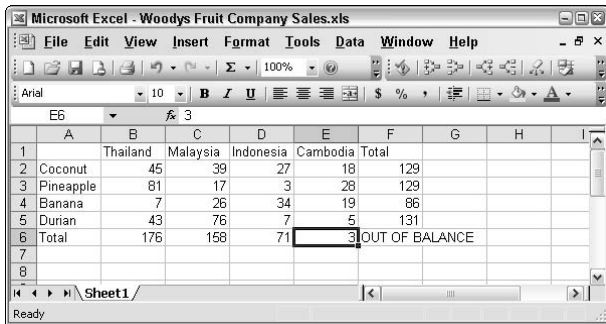 Microsoft Excel - Woodys Fruit Company Sales.xls
File Edit View Insert Format Tools Data Window Help
Σ 100%
Arial 10 B I U $ % , A
E6 fx 3
A B C D E F G H I
1 Thailand Malaysia Indonesia Cambodia Total
2 Coconut 45 39 27 18 129
3 Pineapple 81 17 3 28 129
4 Banana 7 26 34 19 86
5 Durian 43 76 7 5 131
6 Total 176 158 71 3 OUT OF BALANCE
7
8
Sheet1
Ready